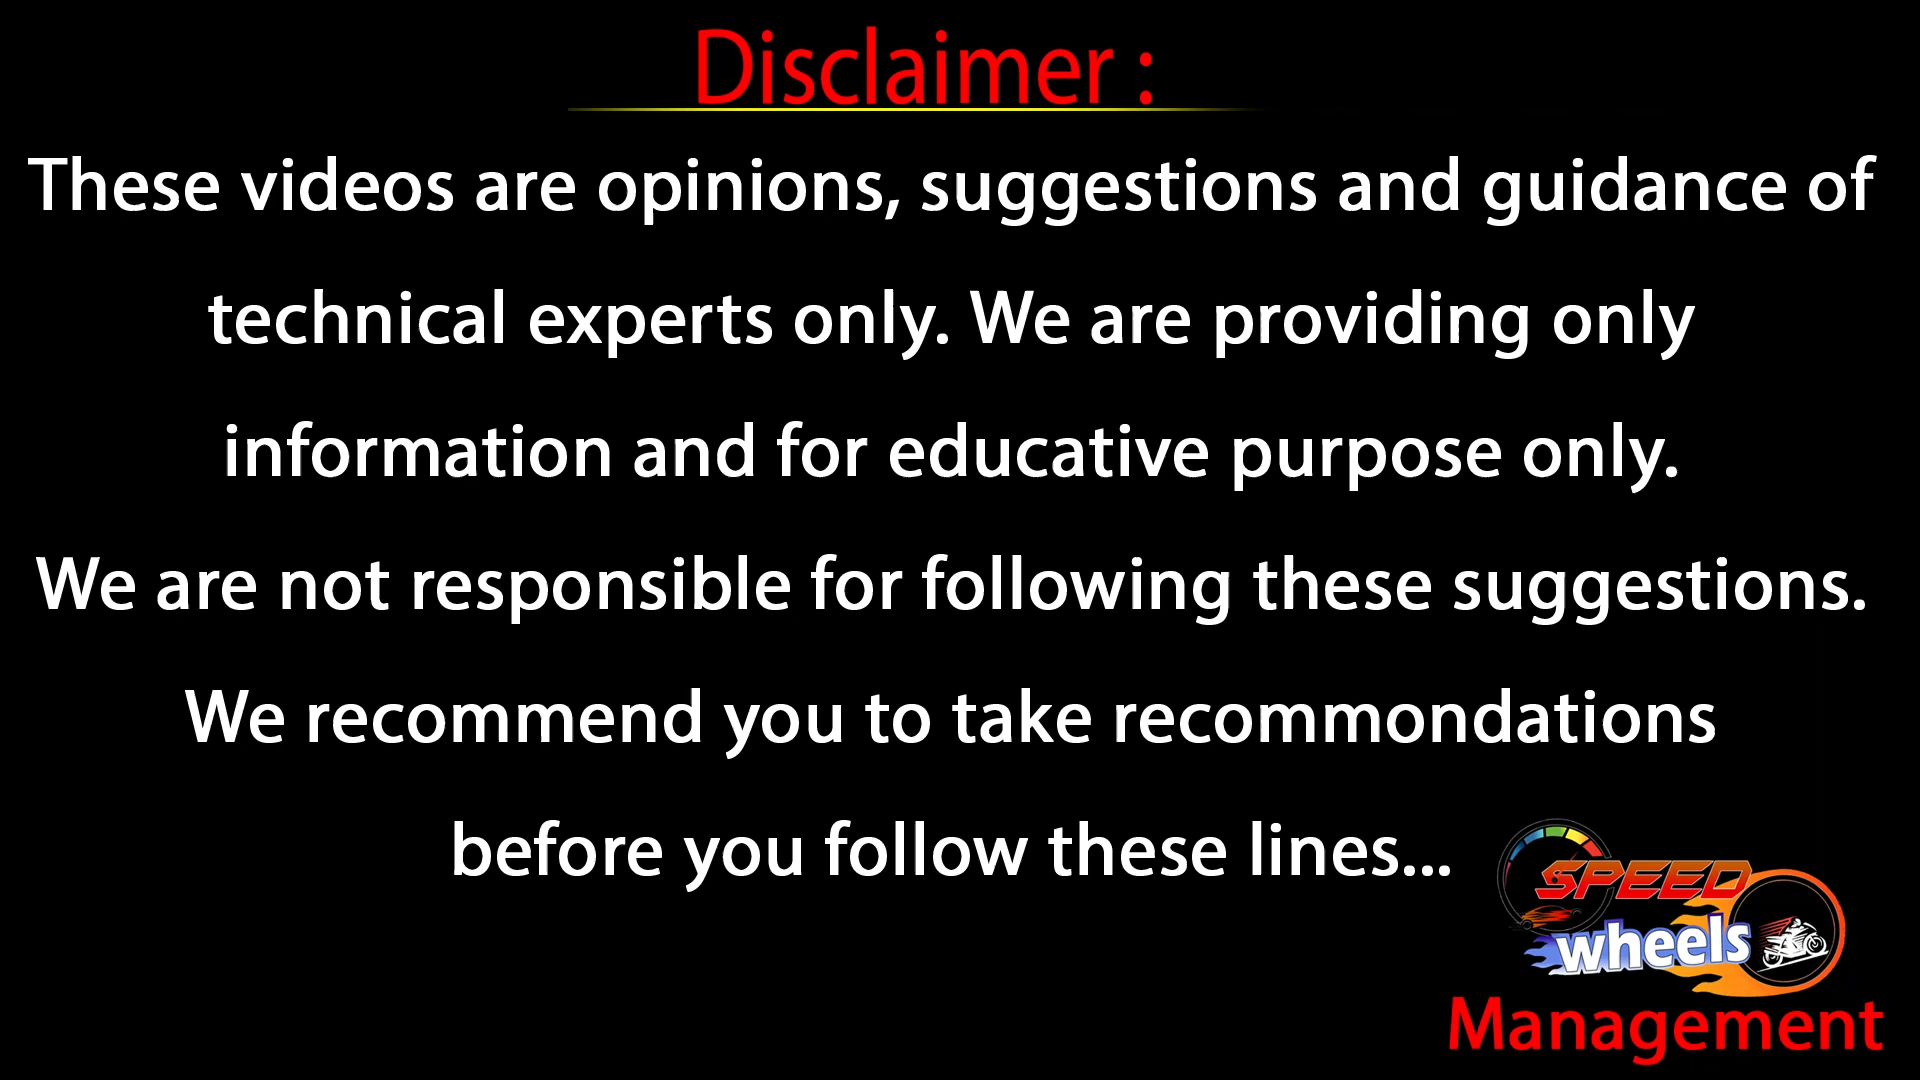 Disclaimer :
These videos are opinions, suggestions and guidance of
technical experts only. We are providing only
information and for educative purpose only.
We are not responsible for following these suggestions.
We recommend you to take recommondations
before you follow these lines...
SPEED
wheels
Management